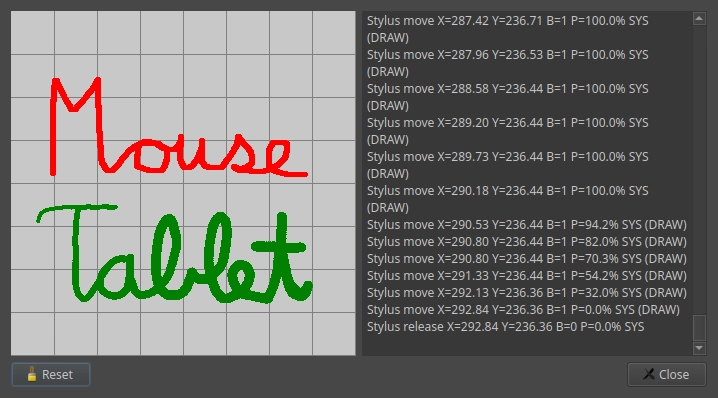 Mouse
Tablet
Stylus move X=287.42 Y=236.71 B=1 P=100.0% SYS
(DRAW)
Stylus move X=287.96 Y=236.53 B=1 P=100.0% SYS
(DRAW)
Stylus move X=288.58 Y=236.44 B=1 P=100.0% SYS
(DRAW)
Stylus move X=289.20 Y=236.44 B=1 P=100.0% SYS
(DRAW)
Stylus move X=289.73 Y=236.44 B=1 P=100.0% SYS
(DRAW)
Stylus move X=290.18 Y=236.44 B=1 P=100.0% SYS
(DRAW)
Stylus move X=290.53 Y=236.44 B=1 P=94.2% SYS (DRAW)
Stylus move X=290.80 Y=236.44 B=1 P=82.0% SYS (DRAW)
Stylus move X=290.80 Y=236.44 B=1 P=70.3% SYS (DRAW)
Stylus move X=291.33 Y=236.44 B=1 P=54.2% SYS (DRAW)
Stylus move X=292.13 Y=236.36 B=1 P=32.0% SYS (DRAW)
Stylus move X=292.84 Y=236.36 B=1 P=0.0% SYS (DRAW)
Stylus release X=292.84 Y=236.36 B=0 P=0.0% SYS
Reset
Close